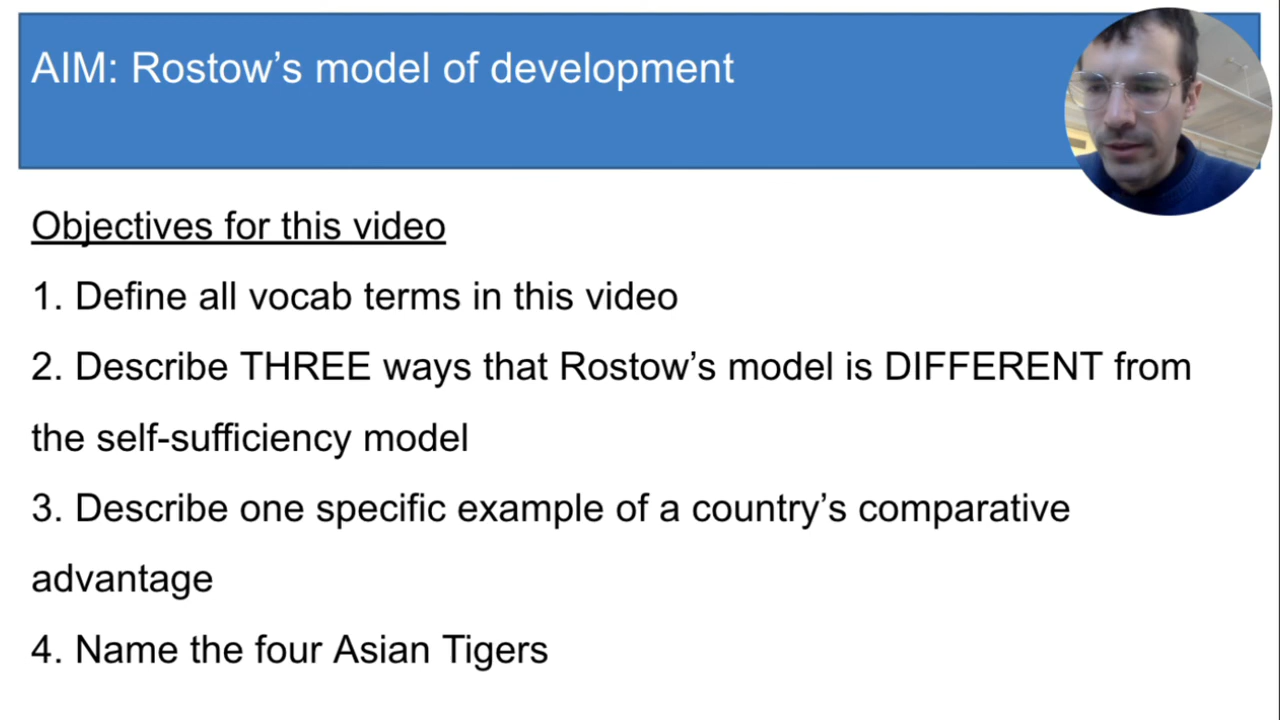 AIM: Rostow’s model of development
Objectives for this video
1. Define all vocab terms in this video
2. Describe THREE ways that Rostow’s model is DIFFERENT from
the self-sufficiency model
3. Describe one specific example of a country’s comparative
advantage
4. Name the four Asian Tigers